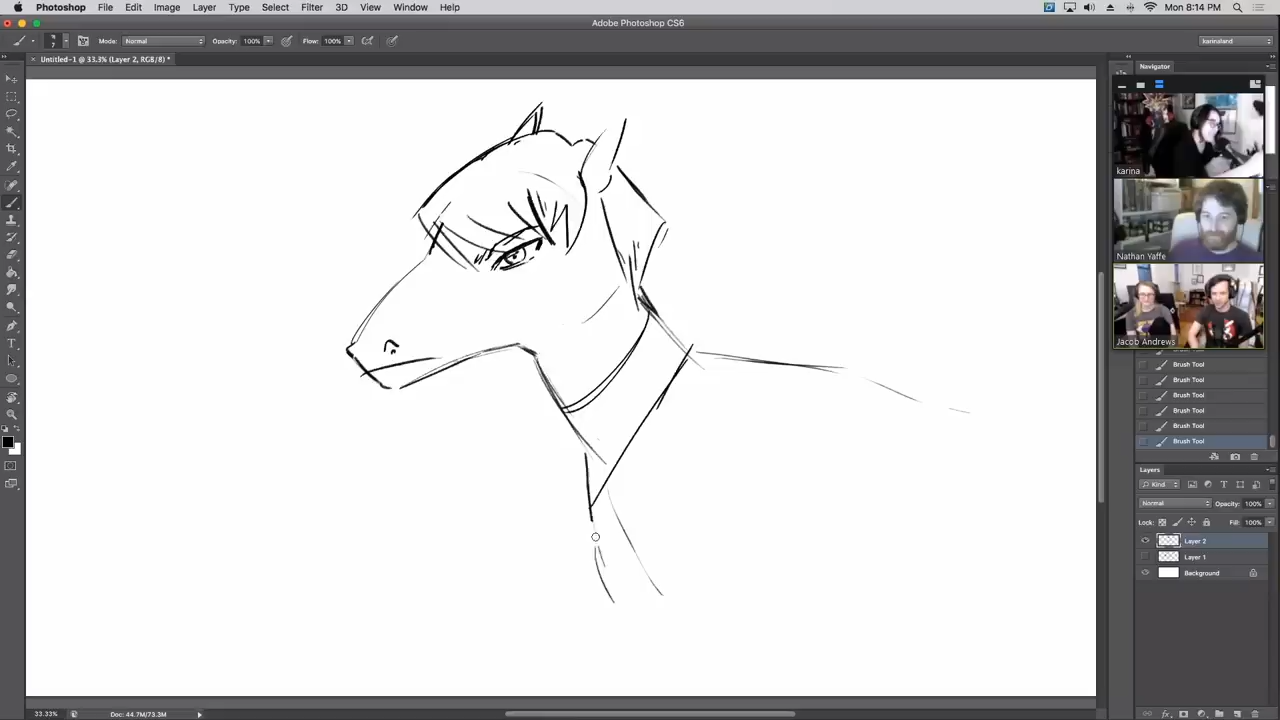 Photoshop File Edit Image Layer Type Select Filter 3D View Window Help Mon 8:14 PM
Adobe Photoshop CS6
7 Mode: Normal Opacity: 100% Flow: 100% karinaland
Untitled-1 @ 33.3% (Layer 2, RGB/8) *
Navigator
karina
Nathan Yaffe
Jacob Andrews
Brush Tool
Brush Tool
Brush Tool
Brush Tool
Brush Tool
Brush Tool
Layers
Kind
Normal Opacity: 100%
Lock: Fill: 100%
Layer 2
Layer 1
Background
33.33% Doc: 44.7M/73.3M